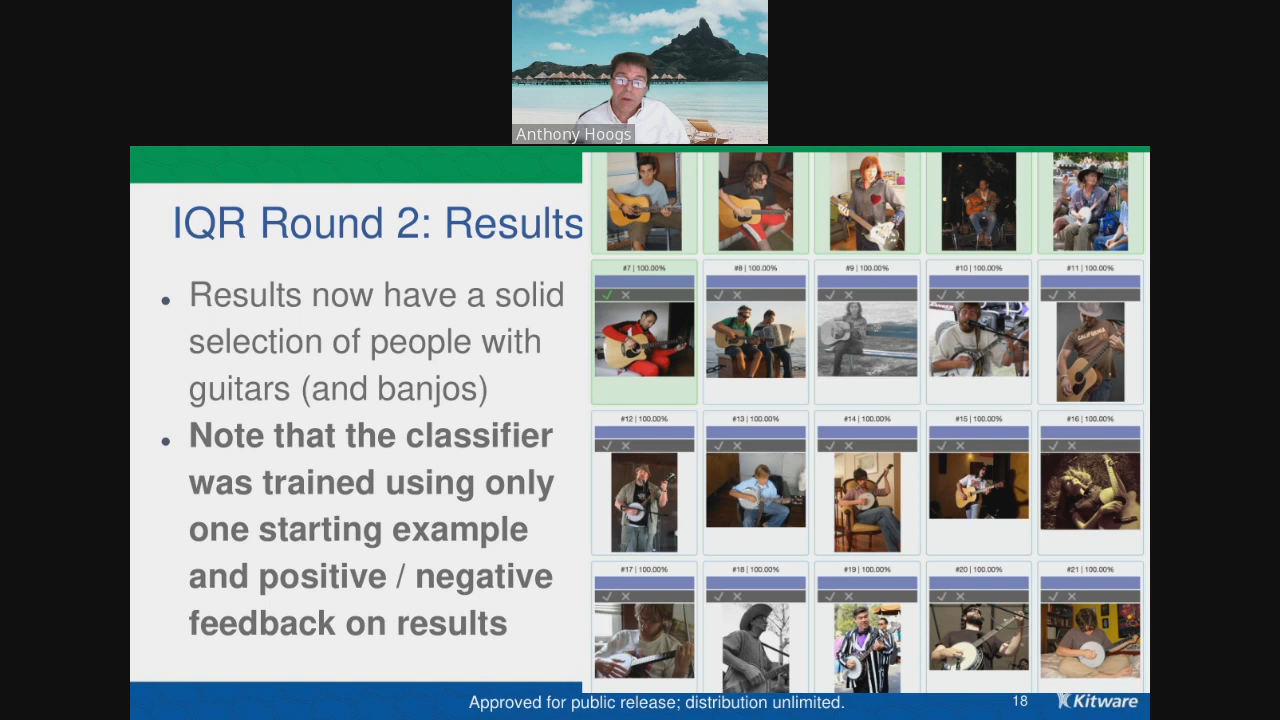 Anthony Hoogs
IQR Round 2: Results
• Results now have a solid
selection of people with
guitars (and banjos)
• Note that the classifier
was trained using only
one starting example
and positive / negative
feedback on results
#7 | 100.00%
#8 | 100.00%
#9 | 100.00%
#10 | 100.00%
#11 | 100.00%
CALIFORNIA
#12 | 100.00%
#13 | 100.00%
#14 | 100.00%
#15 | 100.00%
#16 | 100.00%
#17 | 100.00%
#18 | 100.00%
#19 | 100.00%
#20 | 100.00%
#21 | 100.00%
Approved for public release; distribution unlimited.
18
Kitware